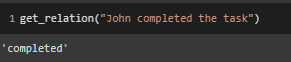 1 get_relation("John completed the task")
'completed'